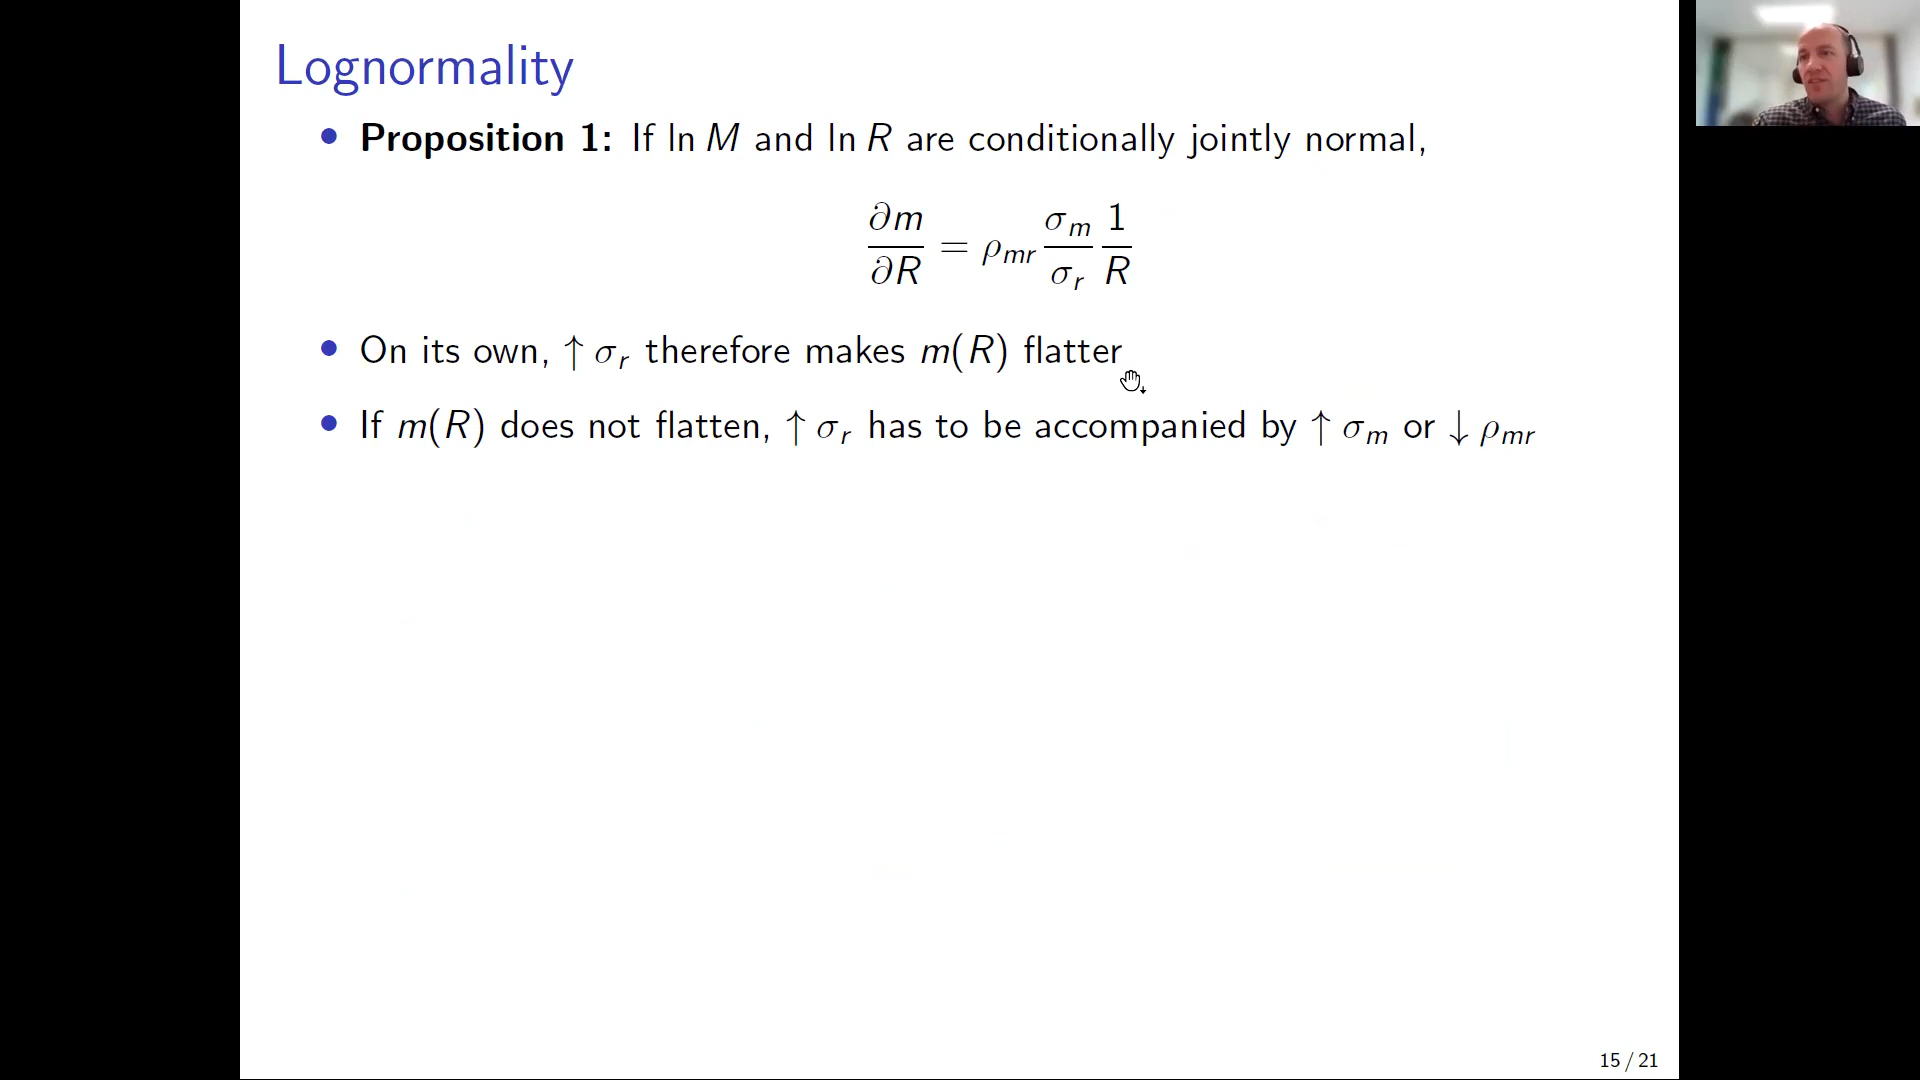 Lognormality
• Proposition 1: If ln M and ln R are conditionally jointly normal,
∂m/∂R = ρ_mr σ_m/σ_r 1/R
• On its own, ↑ σ_r therefore makes m(R) flatter
• If m(R) does not flatten, ↑ σ_r has to be accompanied by ↑ σ_m or ↓ ρ_mr
15 / 21